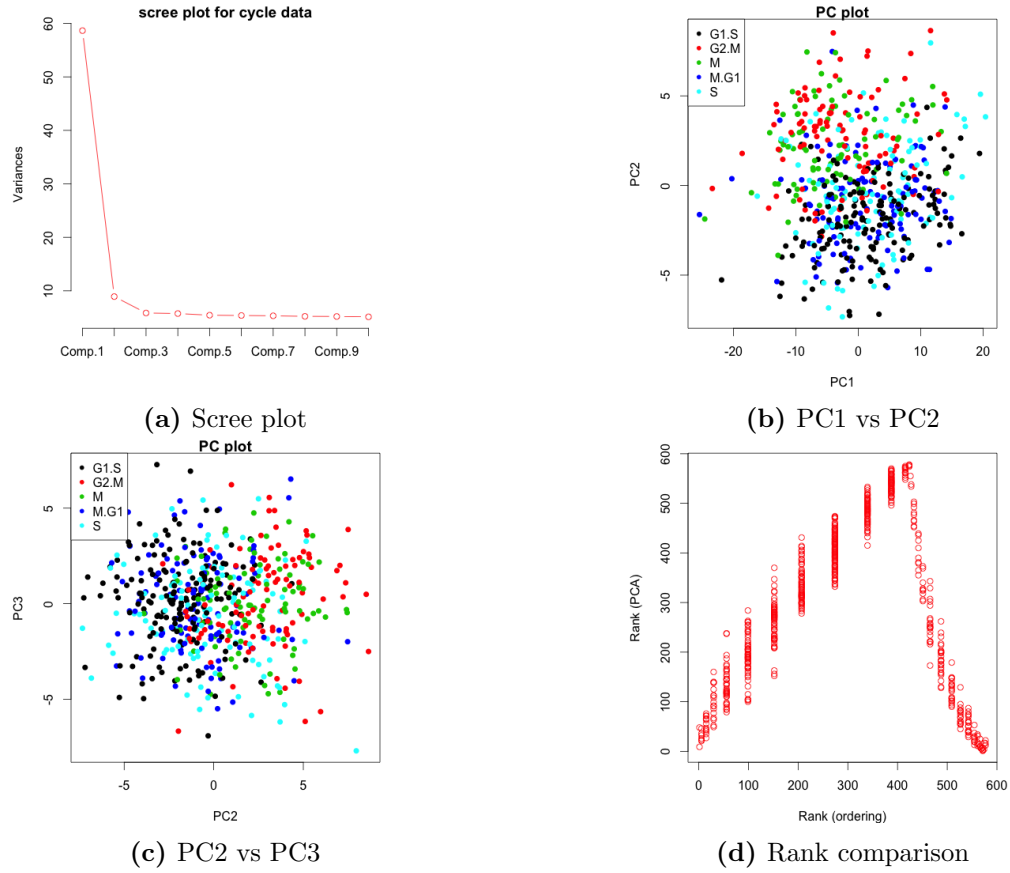 scree plot for cycle data
60
50
40
30
20
10
Variances
Comp.1 Comp.3 Comp.5 Comp.7 Comp.9
(a) Scree plot
PC plot
G1.S
G2.M
M
M.G1
S
5
0
-5
PC2
-20 -10 0 10 20
PC1
(b) PC1 vs PC2
PC plot
G1.S
G2.M
M
M.G1
S
5
0
-5
PC3
-5 0 5
PC2
(c) PC2 vs PC3
600
500
400
300
200
100
0
Rank (PCA)
0 100 200 300 400 500 600
Rank (ordering)
(d) Rank comparison